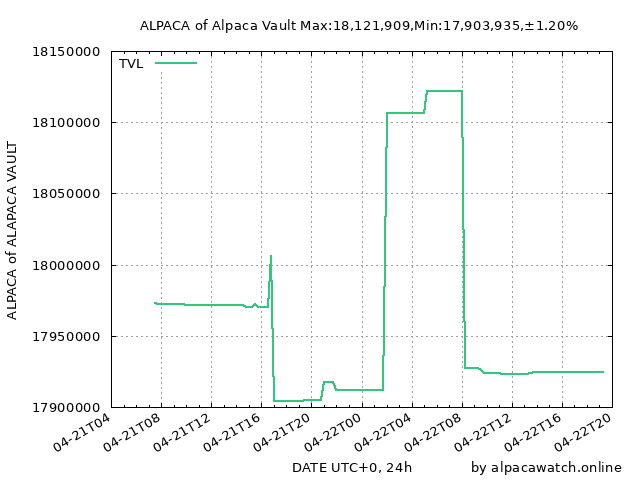 ALPACA of Alpaca Vault Max:18,121,909,Min:17,903,935,±1.20%
TVL
18150000
18100000
18050000
18000000
17950000
17900000
ALPACA of ALAPACA VAULT
04-21T04
04-21T08
04-21T12
04-21T16
04-21T20
04-22T00
04-22T04
04-22T08
04-22T12
04-22T16
04-22T20
DATE UTC+0, 24h
by alpacawatch.online